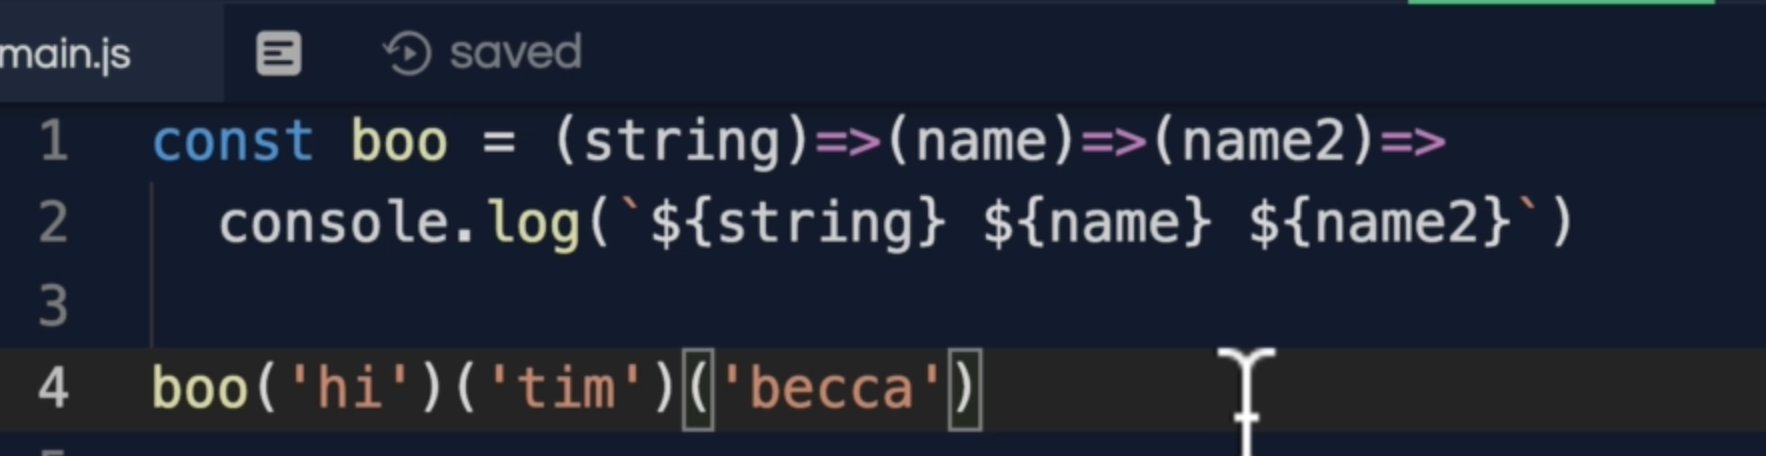 main.js saved
1 const boo = (string)=>(name)=>(name2)=>
2 console.log(`${string} ${name} ${name2}`)
3
4 boo('hi')('tim')('becca')